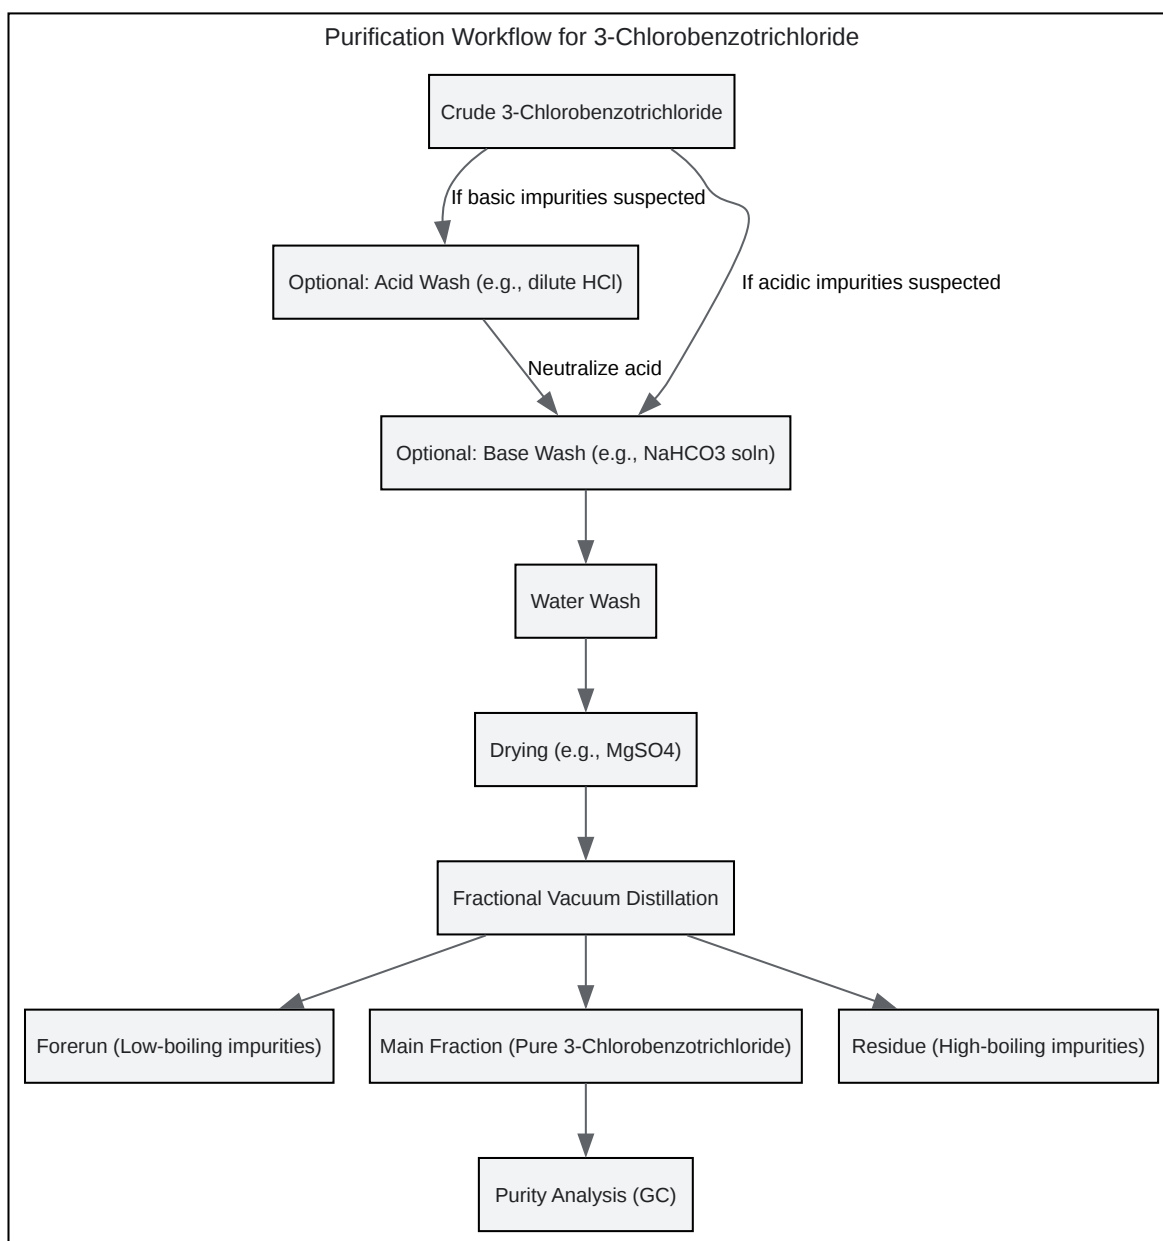 Purification Workflow for 3-Chlorobenzotrichloride
Crude 3-Chlorobenzotrichloride
If basic impurities suspected
Optional: Acid Wash (e.g., dilute HCl)
If acidic impurities suspected
Neutralize acid
Optional: Base Wash (e.g., NaHCO3 soln)
Water Wash
Drying (e.g., MgSO4)
Fractional Vacuum Distillation
Forerun (Low-boiling impurities)
Main Fraction (Pure 3-Chlorobenzotrichloride)
Residue (High-boiling impurities)
Purity Analysis (GC)